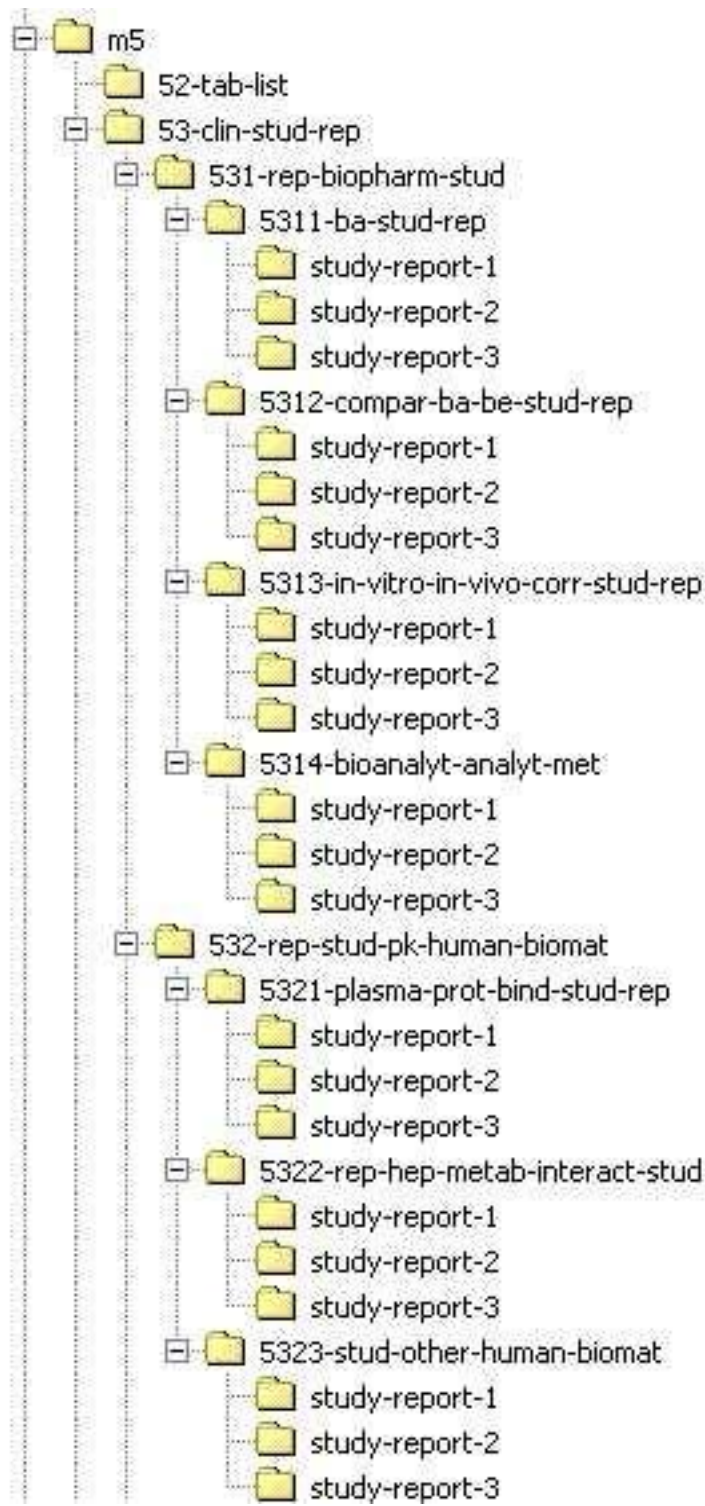 m5
52-tab-list
53-clin-stud-rep
531-rep-biopharm-stud
5311-ba-stud-rep
study-report-1
study-report-2
study-report-3
5312-compar-ba-be-stud-rep
study-report-1
study-report-2
study-report-3
5313-in-vitro-in-vivo-corr-stud-rep
study-report-1
study-report-2
study-report-3
5314-bioanalyt-analyt-met
study-report-1
study-report-2
study-report-3
532-rep-stud-pk-human-biomat
5321-plasma-prot-bind-stud-rep
study-report-1
study-report-2
study-report-3
5322-rep-hep-metab-interact-stud
study-report-1
study-report-2
study-report-3
5323-stud-other-human-biomat
study-report-1
study-report-2
study-report-3